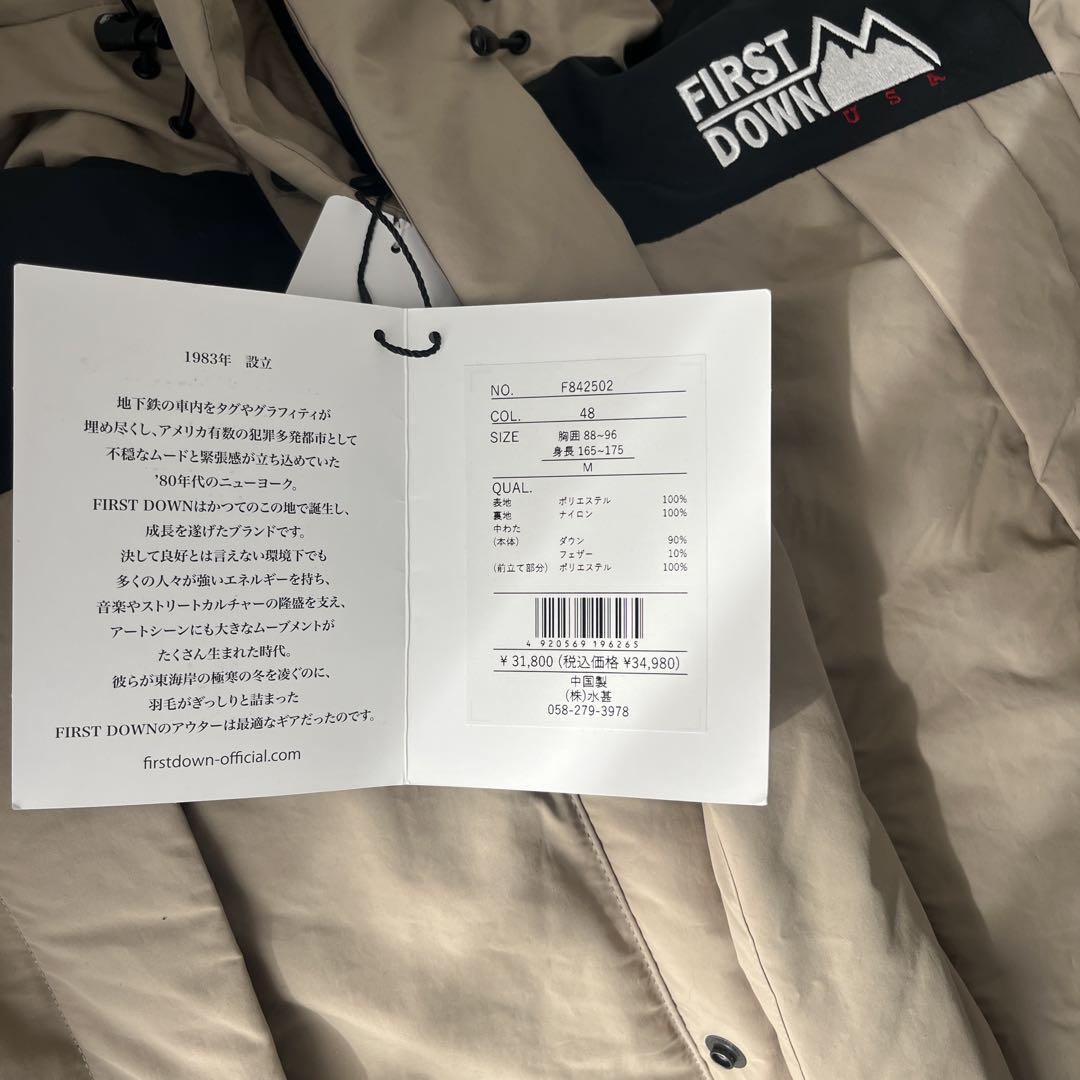 FIRST
DOWN
USA
1983年 設立
地下鉄の車内をタグやグラフィティが
埋め尽くし、アメリカ有数の犯罪多発都市として
不穏なムードと緊張感が立ち込めていた
’80年代のニューヨーク。
FIRST DOWNはかつてのこの地で誕生し、
成長を遂げたブランドです。
決して良好とは言えない環境下でも
多くの人々が強いエネルギーを持ち、
音楽やストリートカルチャーの隆盛を支え、
アートシーンにも大きなムーブメントが
たくさん生まれた時代。
彼らが東海岸の極寒の冬を凌ぐのに、
羽毛がぎっしりと詰まった
FIRST DOWNのアウターは最適なギアだったのです。
firstdown-official.com
NO. F842502
COL. 48
SIZE 胸囲 88~96
身長 165~175
M
QUAL.
表地 ポリエステル 100%
裏地 ナイロン 100%
中わた
(本体) ダウン 90%
フェザー 10%
(前立て部分) ポリエステル 100%
4 920569 196265
¥ 31,800 (税込価格 ¥34,980)
中国製
(株)水甚
058-279-3978